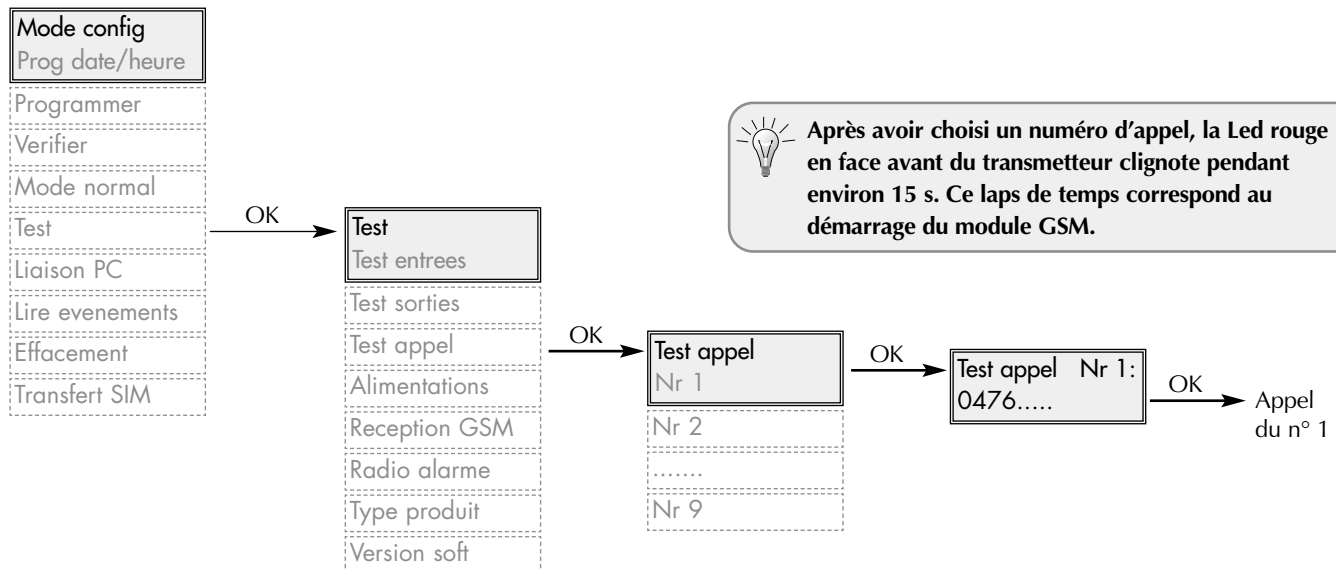 Mode config
Prog date/heure
Programmer
Verifier
Mode normal
Test
Liaison PC
Lire evenements
Effacement
Transfert SIM
OK
Test
Test entrees
Test sorties
Test appel
Alimentations
Reception GSM
Radio alarme
Type produit
Version soft
OK
Test appel
Nr 1
Nr 2
.......
Nr 9
OK
Test appel Nr 1:
0476.....
OK
Appel
du n° 1
Après avoir choisi un numéro d’appel, la Led rouge
en face avant du transmetteur clignote pendant
environ 15 s. Ce laps de temps correspond au
démarrage du module GSM.